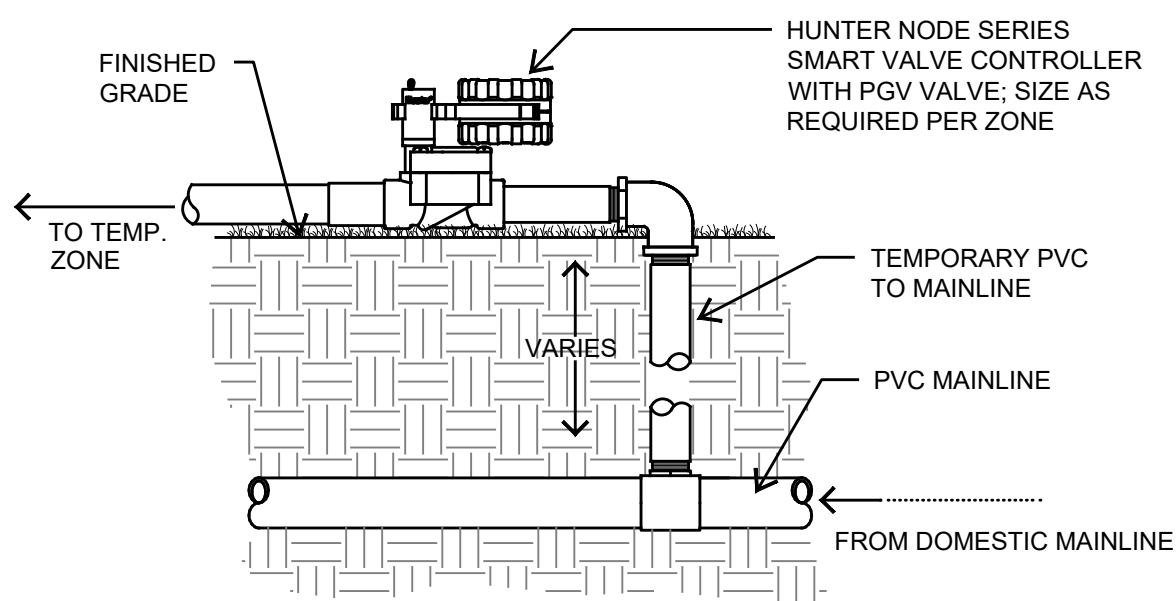 HUNTER NODE SERIES
SMART VALVE CONTROLLER
WITH PGV VALVE; SIZE AS
REQUIRED PER ZONE
FINISHED
GRADE
TO TEMP.
ZONE
TEMPORARY PVC
TO MAINLINE
VARIES
PVC MAINLINE
FROM DOMESTIC MAINLINE